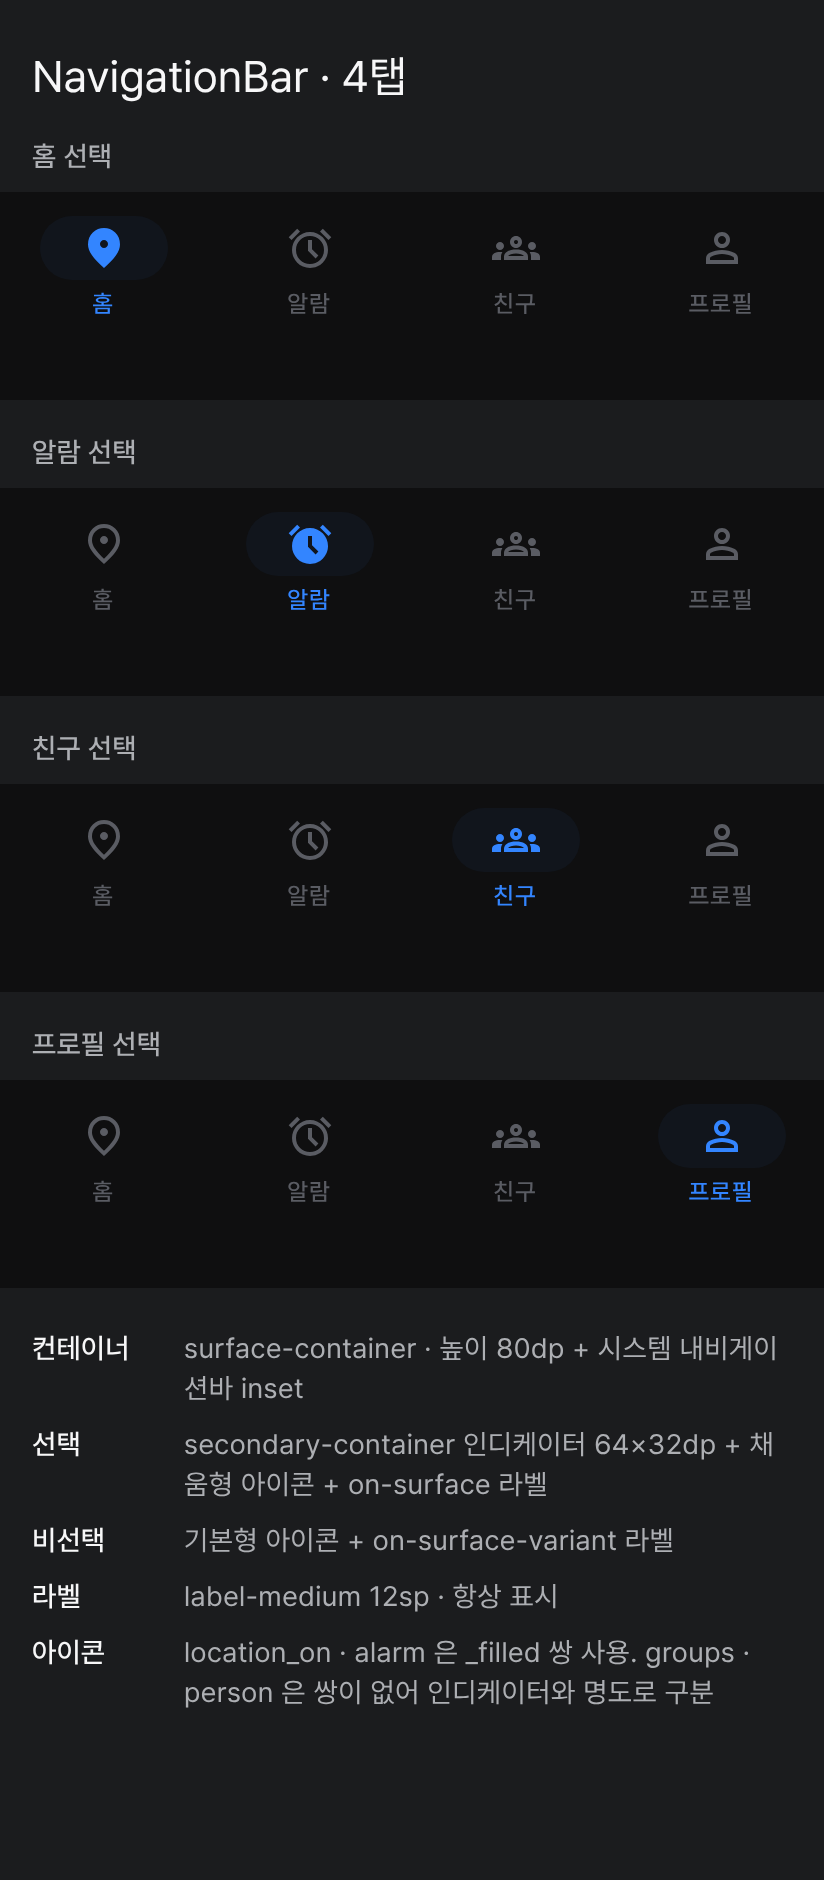 NavigationBar · 4탭
홈 선택
홈 알람 친구 프로필
알람 선택
홈 알람 친구 프로필
친구 선택
홈 알람 친구 프로필
프로필 선택
홈 알람 친구 프로필
컨테이너 surface-container · 높이 80dp + 시스템 내비게이
션바 inset
선택 secondary-container 인디케이터 64×32dp + 채
움형 아이콘 + on-surface 라벨
비선택 기본형 아이콘 + on-surface-variant 라벨
라벨 label-medium 12sp · 항상 표시
아이콘 location_on · alarm 은 _filled 쌍 사용. groups ·
person 은 쌍이 없어 인디케이터와 명도로 구분